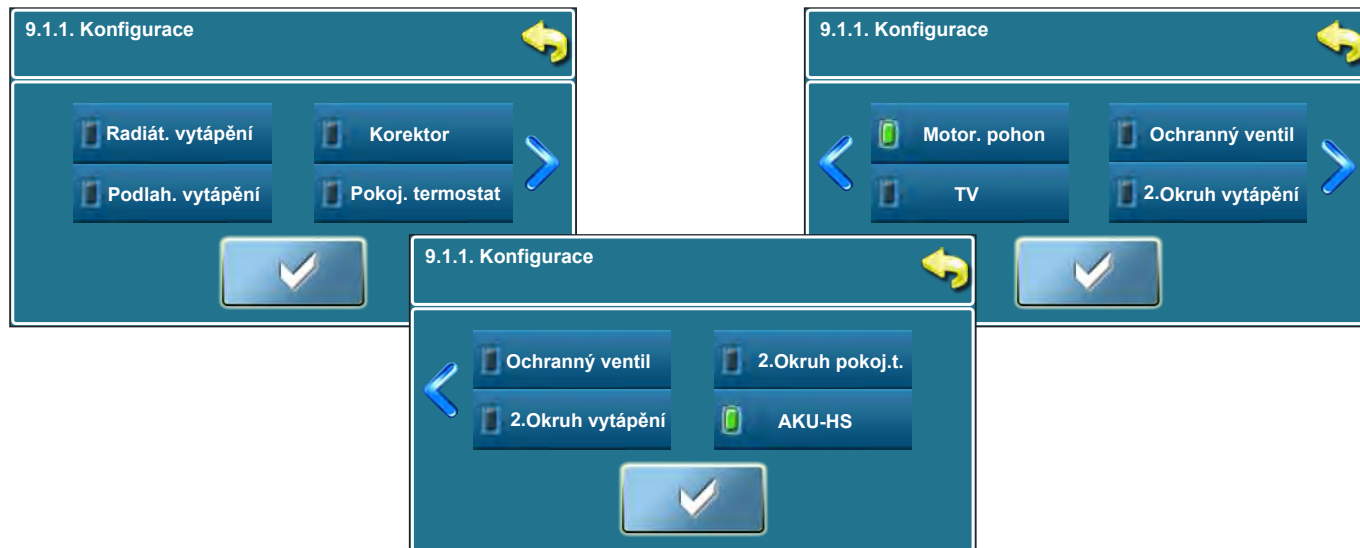 9.1.1. Konfigurace
Radiát. vytápění
Korektor
Podlah. vytápění
Pokoj. termostat
9.1.1. Konfigurace
Motor. pohon
Ochranný ventil
TV
2.Okruh vytápění
9.1.1. Konfigurace
Ochranný ventil
2.Okruh pokoj.t.
2.Okruh vytápění
AKU-HS